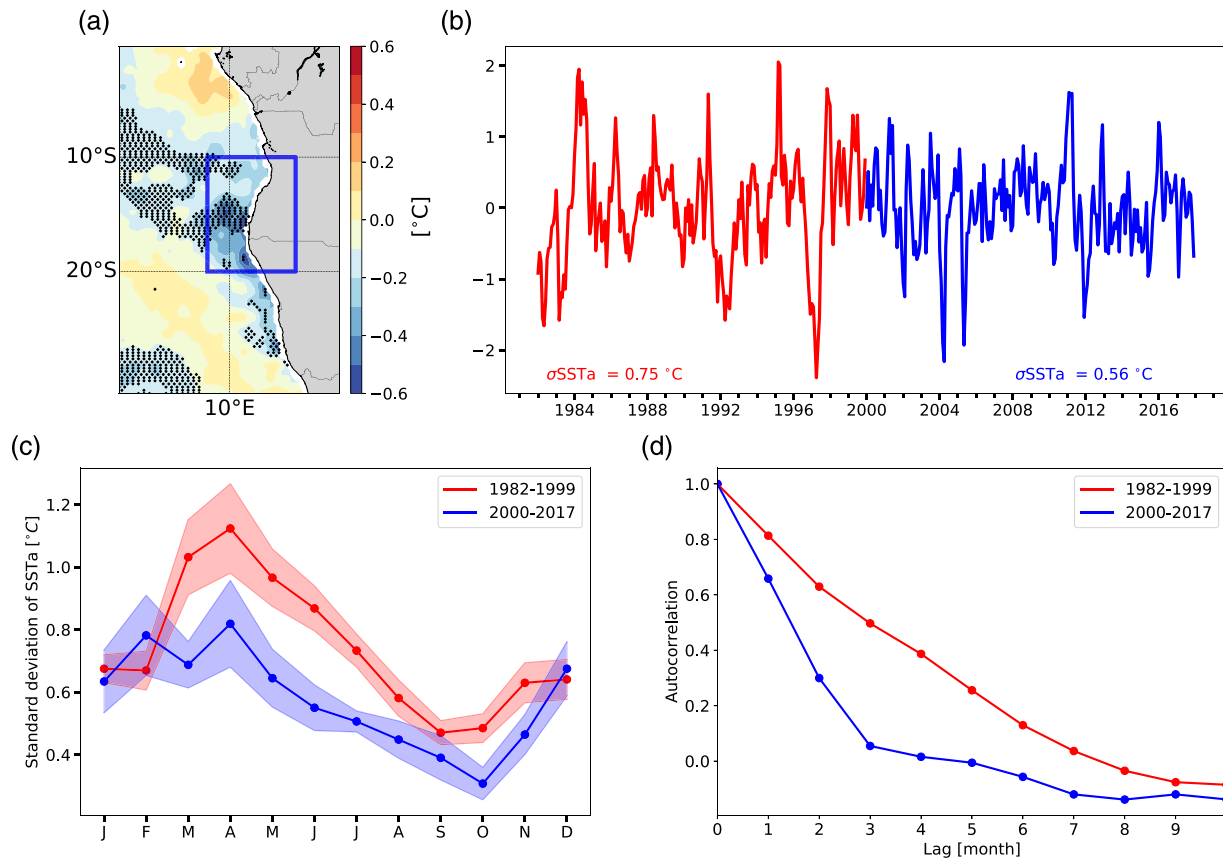 (a)
0.6
0.4
0.2
0.0
−0.2
−0.4
−0.6
[°C]
10°S
20°S
10°E
(b)
2
1
0
−1
−2
σSSTa = 0.75 °C
σSSTa = 0.56 °C
1984 1988 1992 1996 2000 2004 2008 2012 2016
(c)
Standard deviation of SSTa [°C]
1.2
1.0
0.8
0.6
0.4
1982-1999
2000-2017
J F M A M J J A S O N D
(d)
Autocorrelation
1.0
0.8
0.6
0.4
0.2
0.0
1982-1999
2000-2017
0 1 2 3 4 5 6 7 8 9
Lag [month]